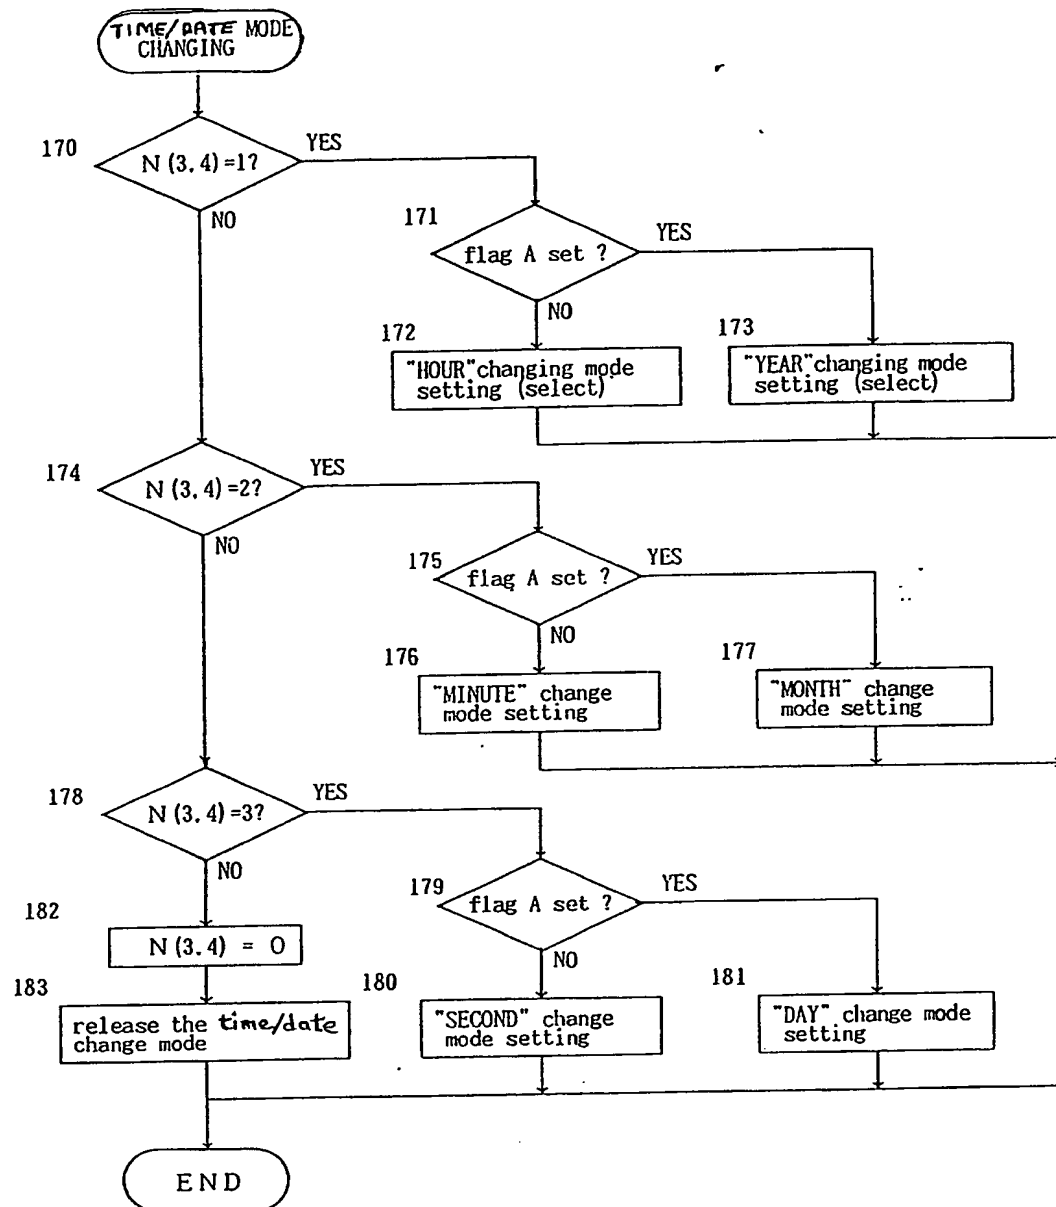 TIME/DATE MODE
CHANGING
170
N (3, 4) =1?
YES
NO
171
flag A set ?
YES
NO
172
"HOUR"changing mode
setting (select)
173
"YEAR"changing mode
setting (select)
174
N (3, 4) =2?
YES
NO
175
flag A set ?
YES
NO
176
"MINUTE" change
mode setting
177
"MONTH" change
mode setting
178
N (3, 4) =3?
YES
NO
179
flag A set ?
YES
NO
182
N (3, 4) = 0
183
release the time/date
change mode
180
"SECOND" change
mode setting
181
"DAY" change mode
setting
END